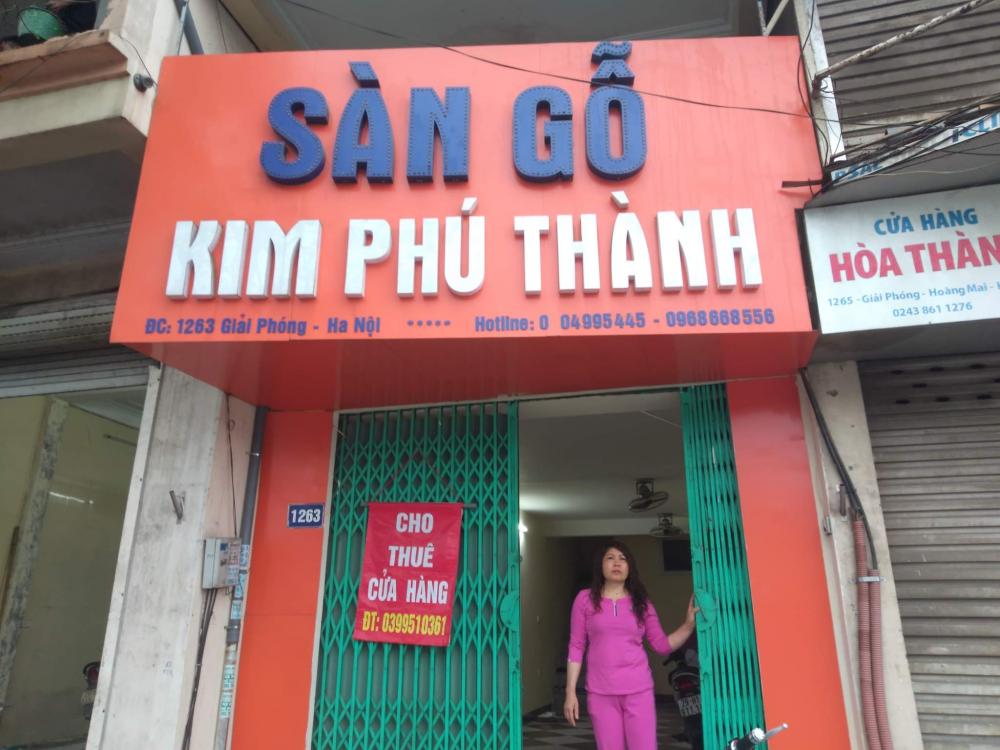 SÀN GỖ
KIM PHÚ THÀNH
ĐC: 1263 Giải Phóng - Hà Nội ***** Hotline: 0 04995445 - 0968668556
CỬA HÀNG
HÒA THÀN
1265 - Giải Phóng - Hoàng Mai - H
0243 861 1276
1263
CHO
THUÊ
CỬA HÀNG
ĐT: 0399510361